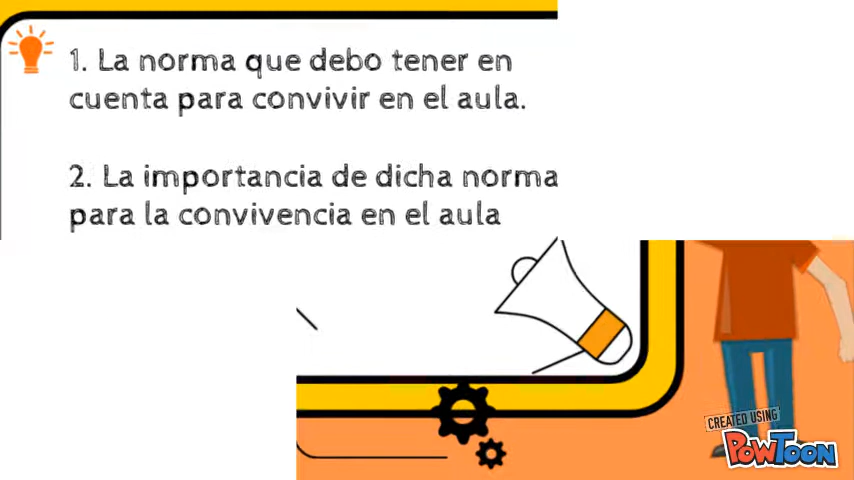 1. La norma que debo tener en
cuenta para convivir en el aula.
2. La importancia de dicha norma
para la convivencia en el aula
CREATED USING
POWTOON